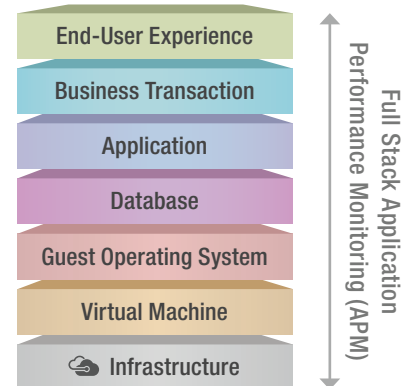 End-User Experience
Business Transaction
Application
Database
Guest Operating System
Virtual Machine
Infrastructure
Full Stack Application
Performance Monitoring (APM)